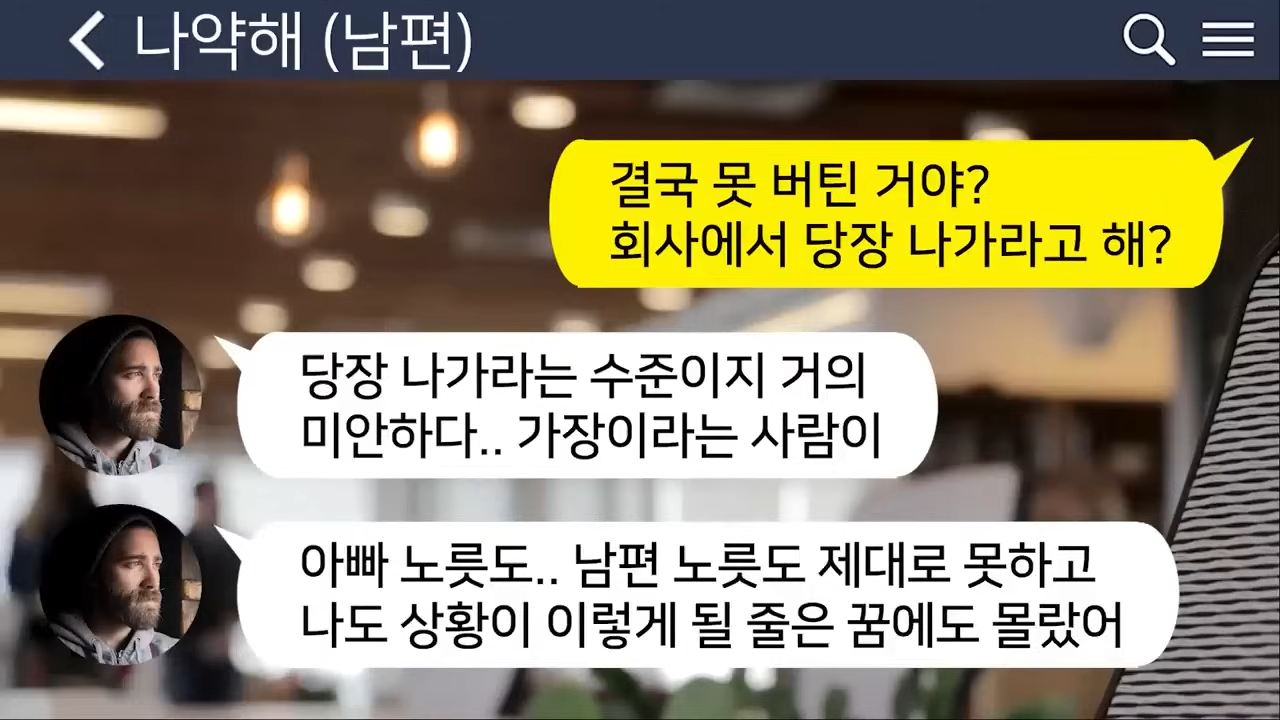 나약해 (남편)
결국 못 버틴 거야?
회사에서 당장 나가라고 해?
당장 나가라는 수준이지 거의
미안하다.. 가장이라는 사람이
아빠 노릇도.. 남편 노릇도 제대로 못하고
나도 상황이 이렇게 될 줄은 꿈에도 몰랐어